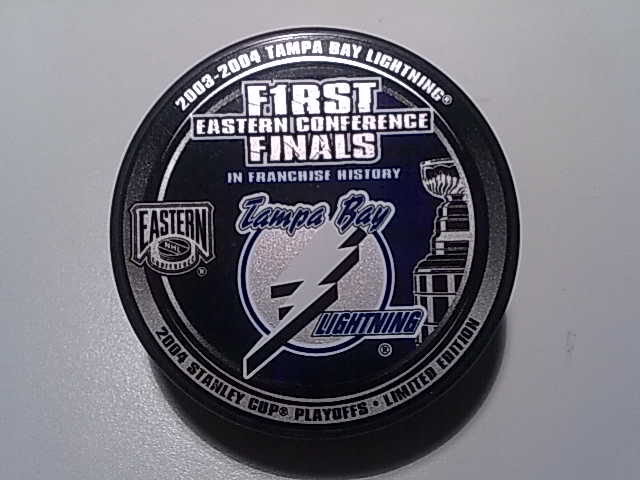 2003-2004 TAMPA BAY LIGHTNING®
F1RST
EASTERN CONFERENCE
FINALS
IN FRANCHISE HISTORY
EASTERN
NHL
CONFERENCE
®
Tampa Bay
LIGHTNING
®
2004 STANLEY CUP® PLAYOFFS • LIMITED EDITION